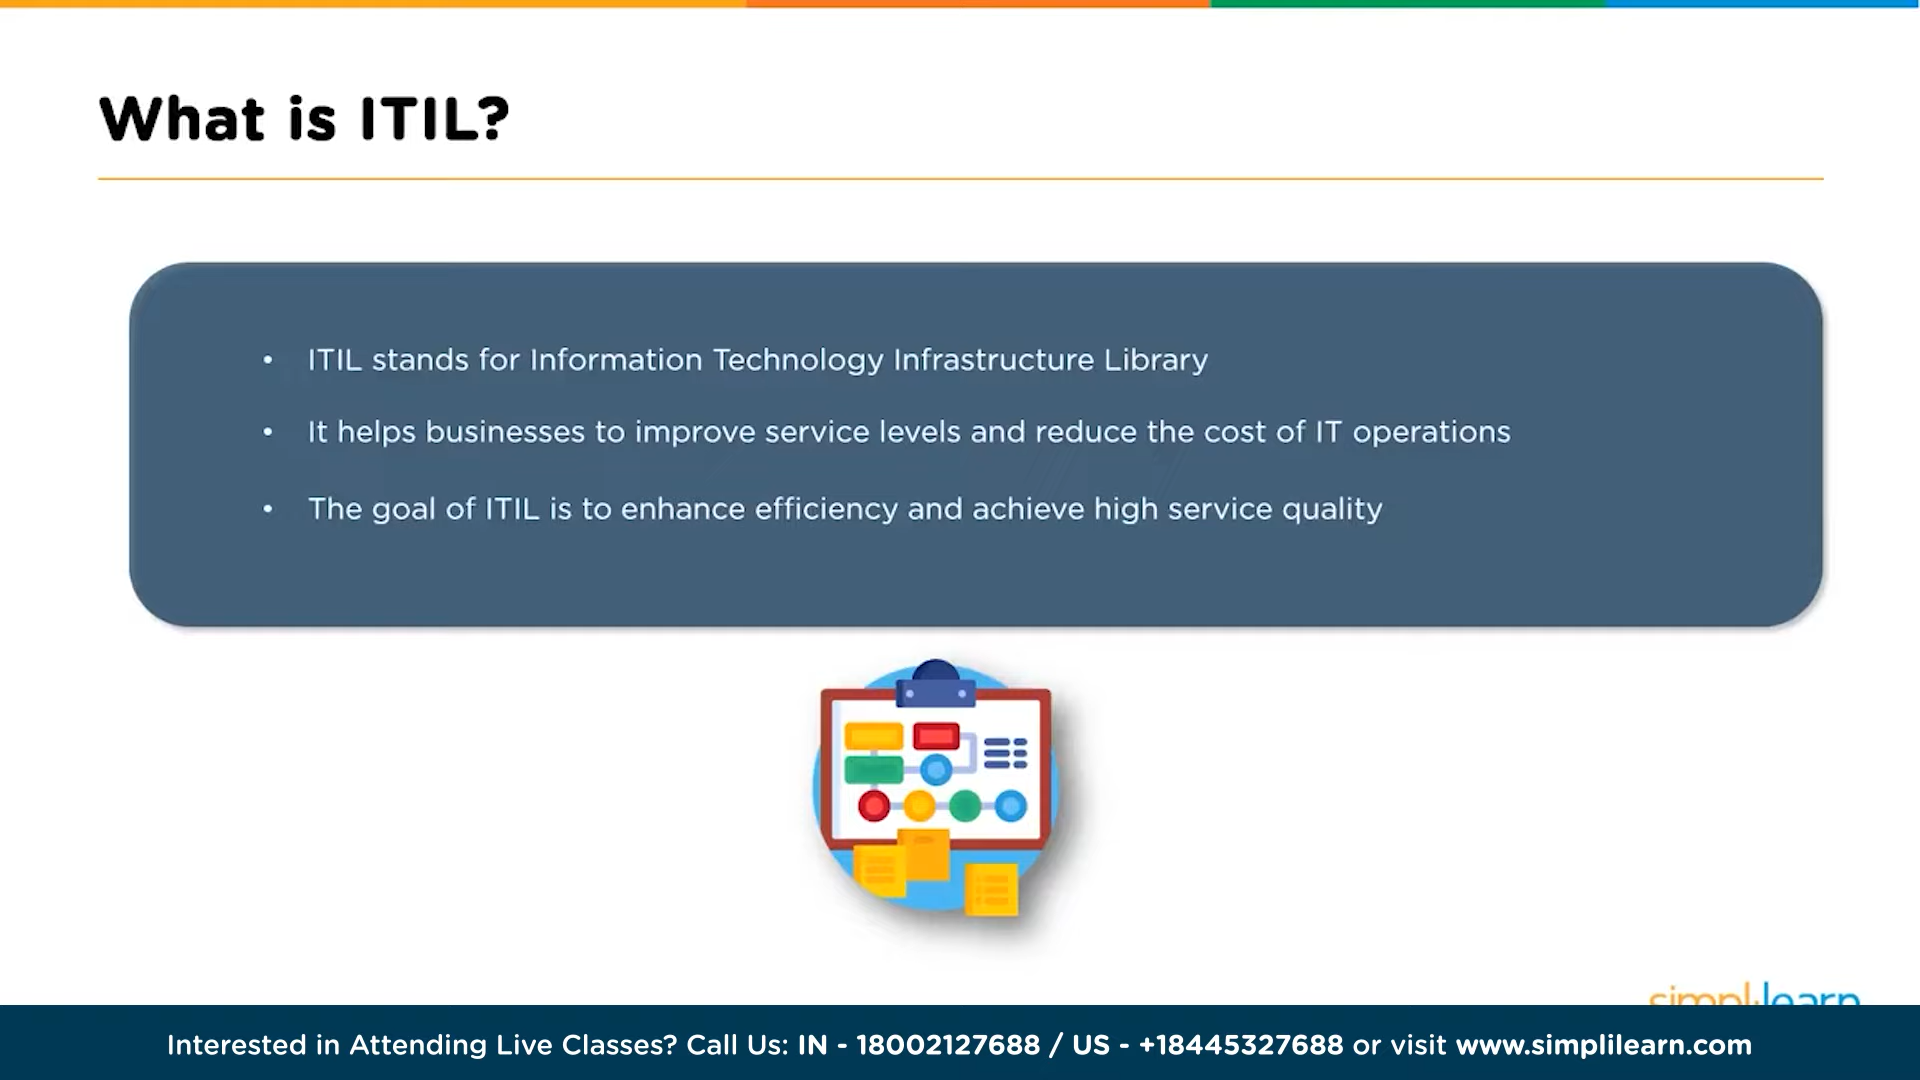 What is ITIL?
• ITIL stands for Information Technology Infrastructure Library
• It helps businesses to improve service levels and reduce the cost of IT operations
• The goal of ITIL is to enhance efficiency and achieve high service quality
simplilearn
Interested in Attending Live Classes? Call Us: IN - 18002127688 / US - +18445327688 or visit www.simplilearn.com